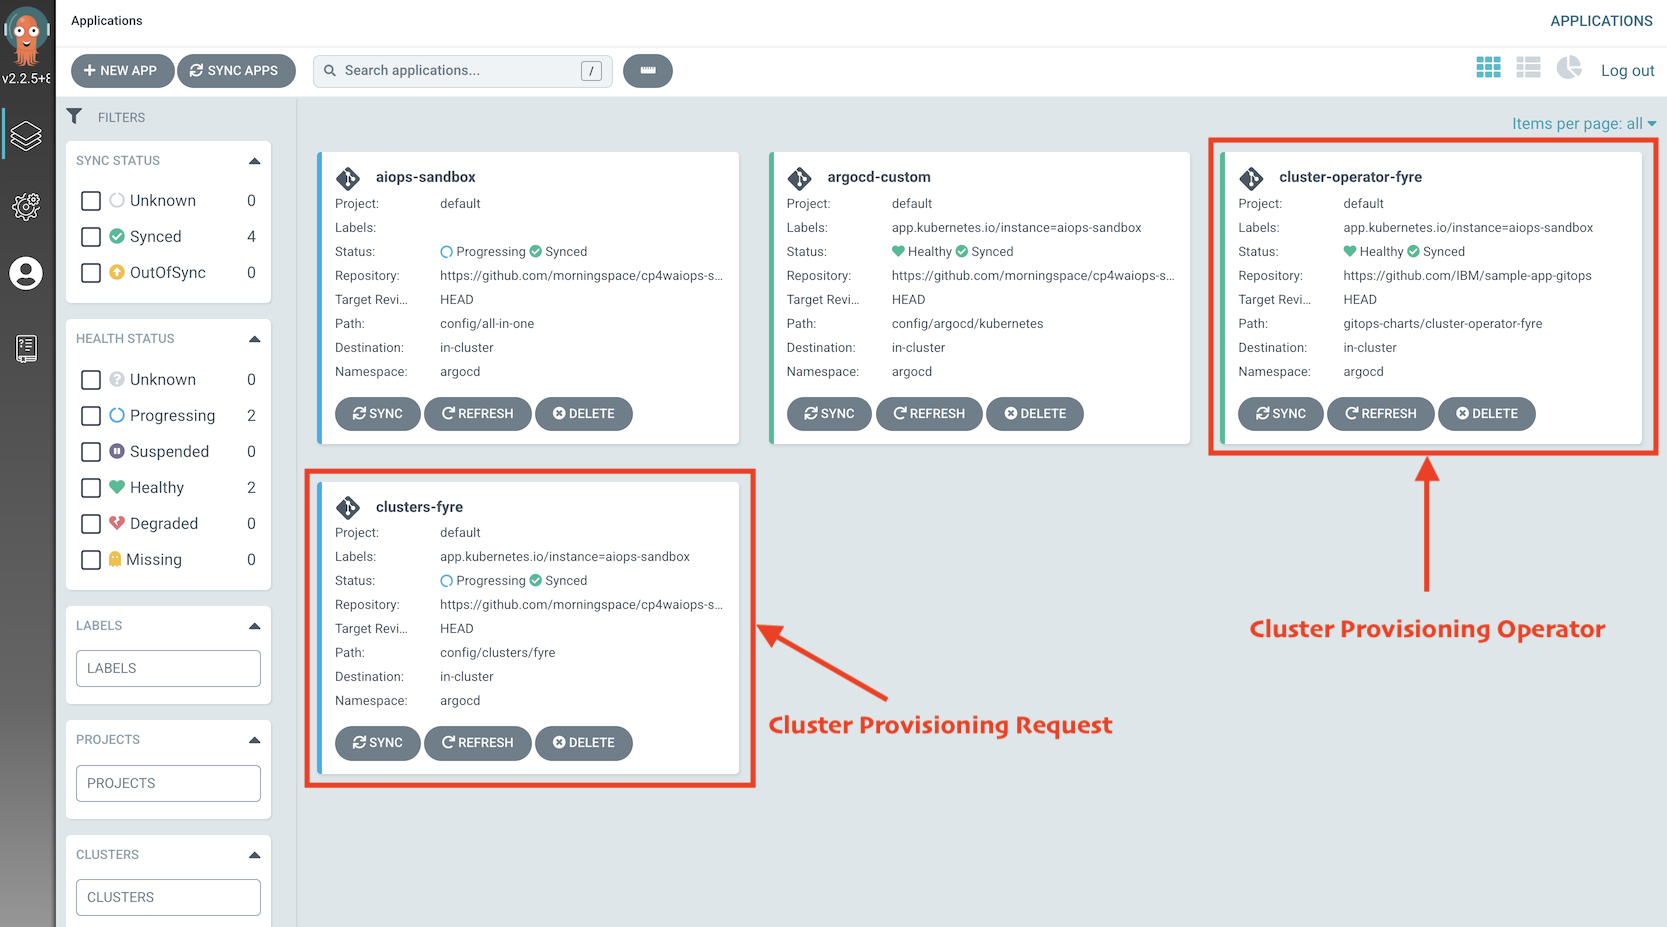 Applications
APPLICATIONS
v2.2.5+8
NEW APP
SYNC APPS
Search applications...
/
Log out
FILTERS
Items per page: all
SYNC STATUS
Unknown 0
Synced 4
OutOfSync 0
HEALTH STATUS
Unknown 0
Progressing 2
Suspended 0
Healthy 2
Degraded 0
Missing 0
LABELS
LABELS
PROJECTS
PROJECTS
CLUSTERS
CLUSTERS
aiops-sandbox
Project: default
Labels:
Status: Progressing Synced
Repository: https://github.com/morningspace/cp4waiops-s...
Target Revi... HEAD
Path: config/all-in-one
Destination: in-cluster
Namespace: argocd
SYNC REFRESH DELETE
argocd-custom
Project: default
Labels: app.kubernetes.io/instance=aiops-sandbox
Status: Healthy Synced
Repository: https://github.com/morningspace/cp4waiops-s...
Target Revi... HEAD
Path: config/argocd/kubernetes
Destination: in-cluster
Namespace: argocd
SYNC REFRESH DELETE
cluster-operator-fyre
Project: default
Labels: app.kubernetes.io/instance=aiops-sandbox
Status: Healthy Synced
Repository: https://github.com/IBM/sample-app-gitops
Target Revi... HEAD
Path: gitops-charts/cluster-operator-fyre
Destination: in-cluster
Namespace: argocd
SYNC REFRESH DELETE
clusters-fyre
Project: default
Labels: app.kubernetes.io/instance=aiops-sandbox
Status: Progressing Synced
Repository: https://github.com/morningspace/cp4waiops-s...
Target Revi... HEAD
Path: config/clusters/fyre
Destination: in-cluster
Namespace: argocd
SYNC REFRESH DELETE
Cluster Provisioning Operator
Cluster Provisioning Request